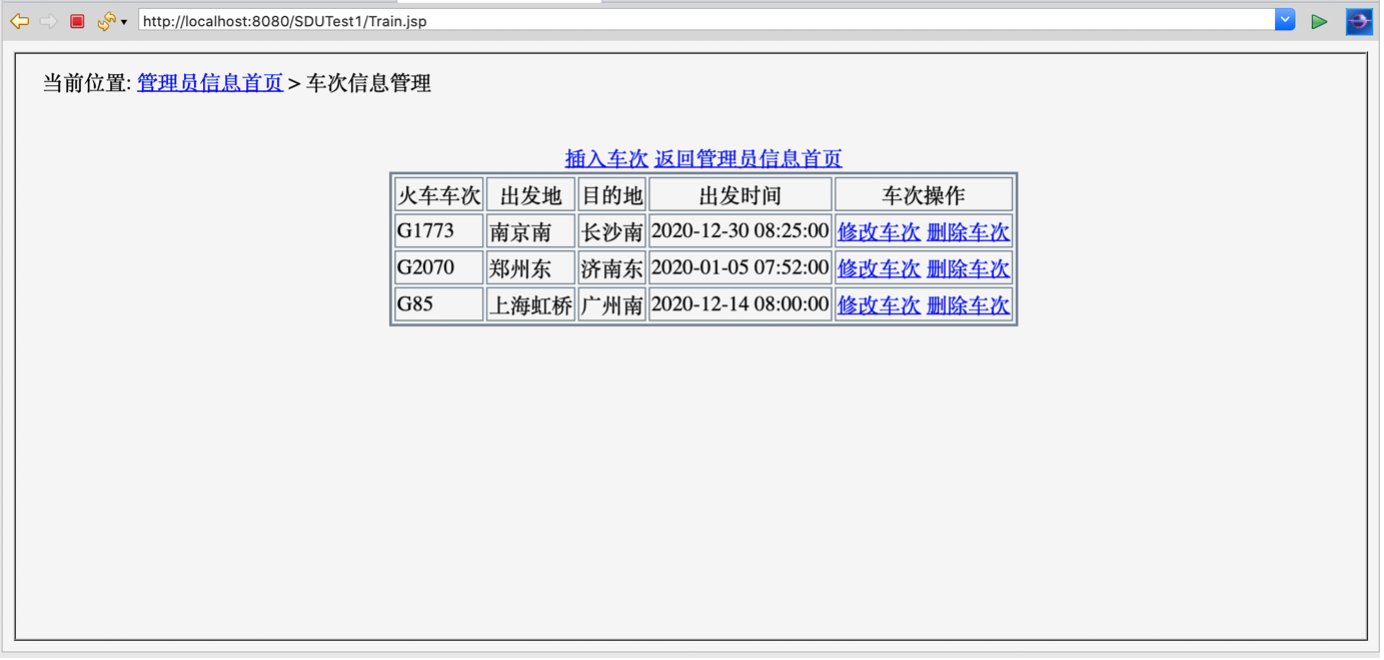 http://localhost:8080/SDUTest1/Train.jsp
当前位置: 管理员信息首页 > 车次信息管理
插入车次 返回管理员信息首页
火车车次 出发地 目的地 出发时间 车次操作
G1773 南京南 长沙南 2020-12-30 08:25:00 修改车次 删除车次
G2070 郑州东 济南东 2020-01-05 07:52:00 修改车次 删除车次
G85 上海虹桥 广州南 2020-12-14 08:00:00 修改车次 删除车次